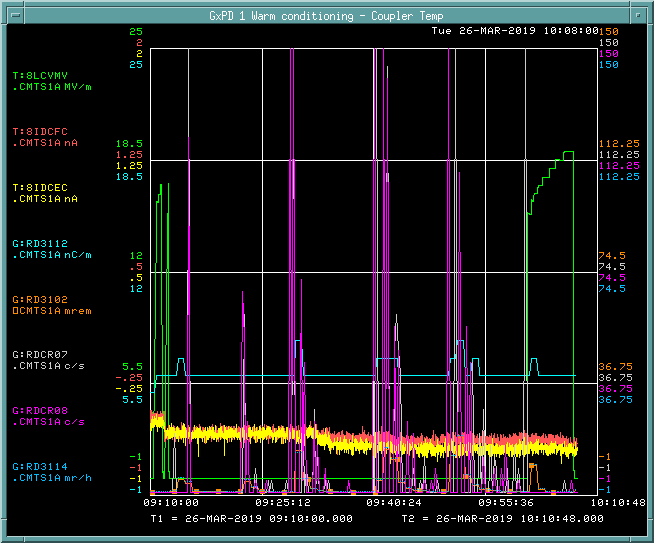 GxPD 1 Warm conditioning - Coupler Temp
Tue 26-MAR-2019 10:08:00
25
2
2
25
150
150
150
150
T:8LCVMV
.CMTS1A MV/m
T:8IDCFC
.CMTS1A nA
18.5
1.25
1.25
18.5
112.25
112.25
112.25
112.25
T:8IDCEC
.CMTS1A nA
G:RD3112
.CMTS1A nC/m
12
.5
.5
12
74.5
74.5
74.5
74.5
G:RD3102
CMTS1A mrem
G:RDCR07
.CMTS1A c/s
5.5
-.25
-.25
5.5
36.75
36.75
36.75
36.75
G:RDCR08
.CMTS1A c/s
G:RD3114
.CMTS1A mr/h
-1
-1
-1
-1
-1
-1
-1
-1
09:10:00 09:25:12 09:40:24 09:55:36 10:10:48
T1 = 26-MAR-2019 09:10:00.000 T2 = 26-MAR-2019 10:10:48.000